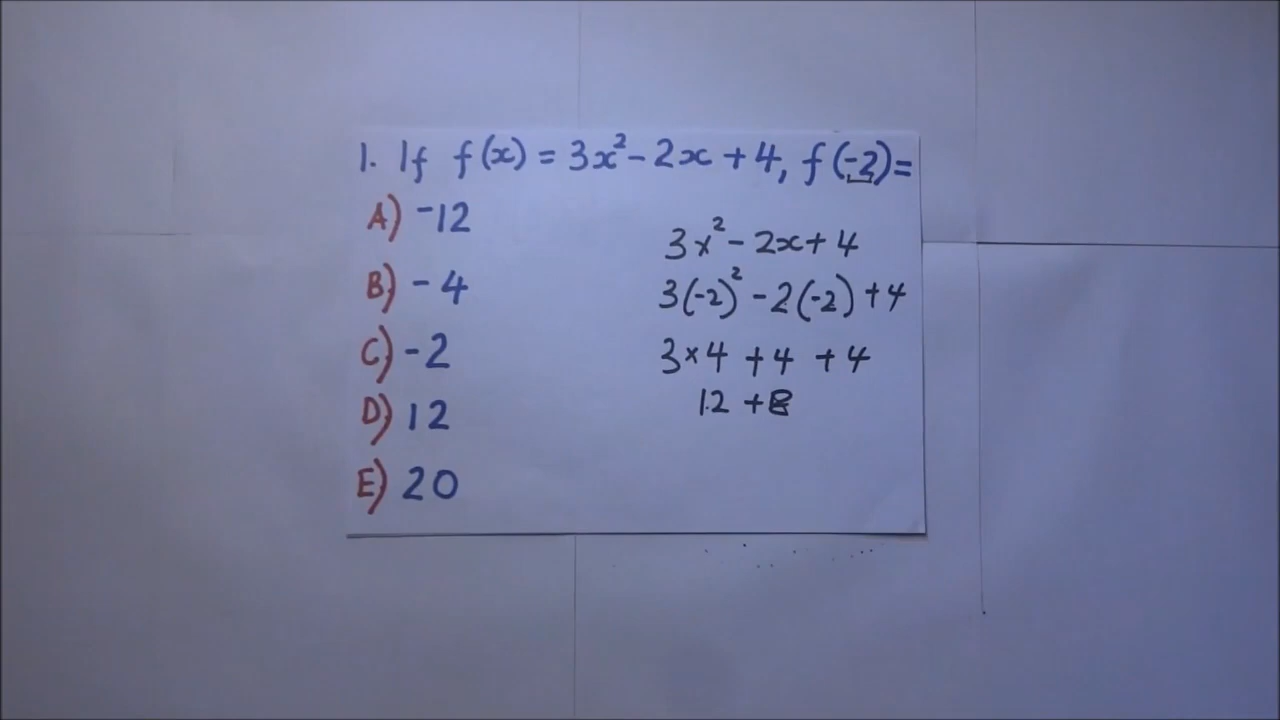 1. If f(x) = 3x² - 2x + 4, f(-2) =
A) -12
B) -4
C) -2
D) 12
E) 20
3x² - 2x + 4
3(-2)² - 2(-2) + 4
3×4 + 4 + 4
12 + 8